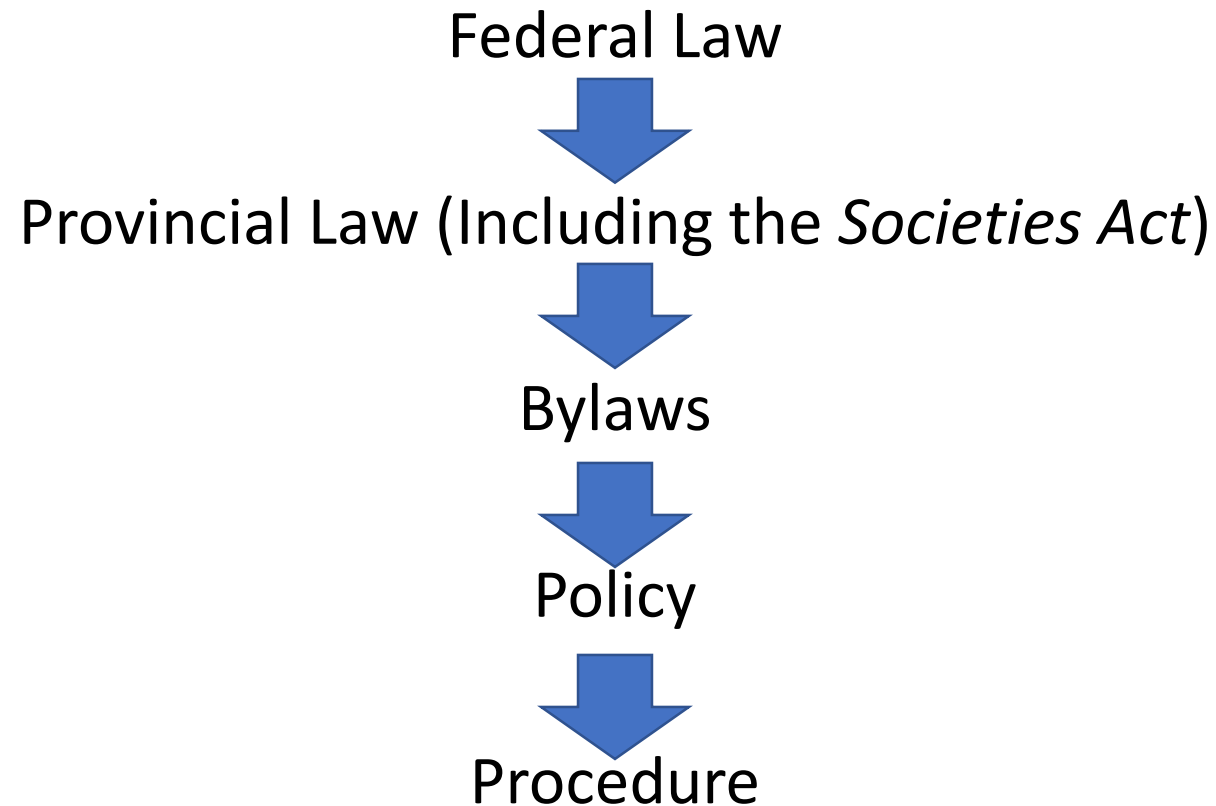 Federal Law
Provincial Law (Including the Societies Act)
Bylaws
Policy
Procedure